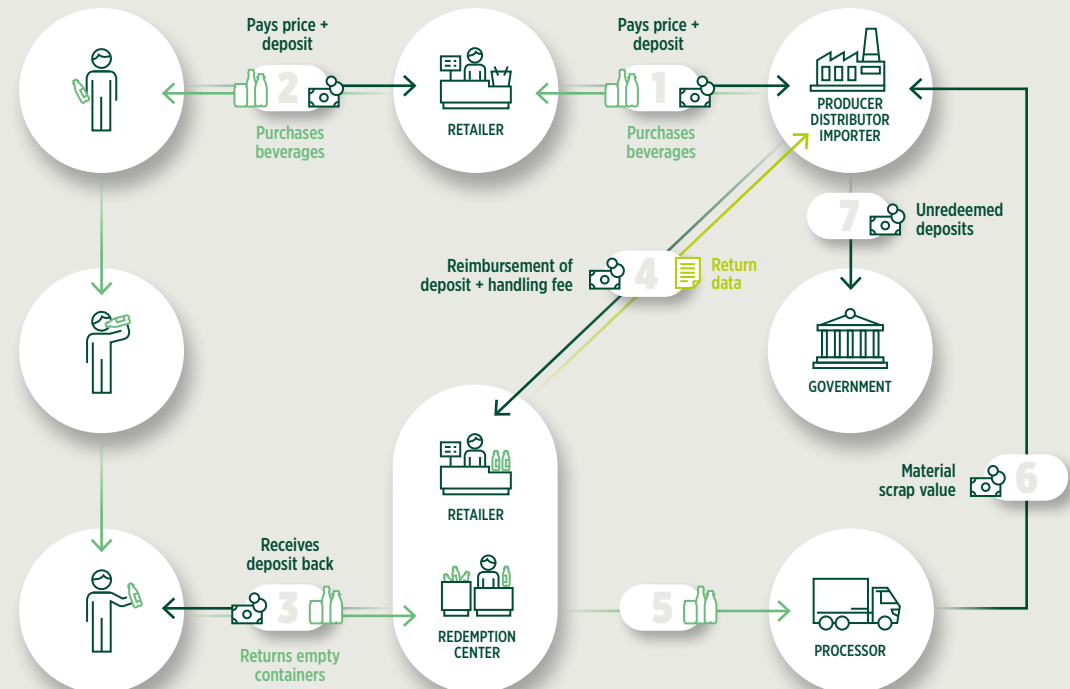 Pays price +
deposit
2
Purchases
beverages
RETAILER
Pays price +
deposit
1
Purchases
beverages
PRODUCER
DISTRIBUTOR
IMPORTER
7
Unredeemed
deposits
Reimbursement of
deposit + handling fee
4
Return
data
GOVERNMENT
RETAILER
Material
scrap value
6
Receives
deposit back
3
Returns empty
containers
REDEMPTION
CENTER
5
PROCESSOR